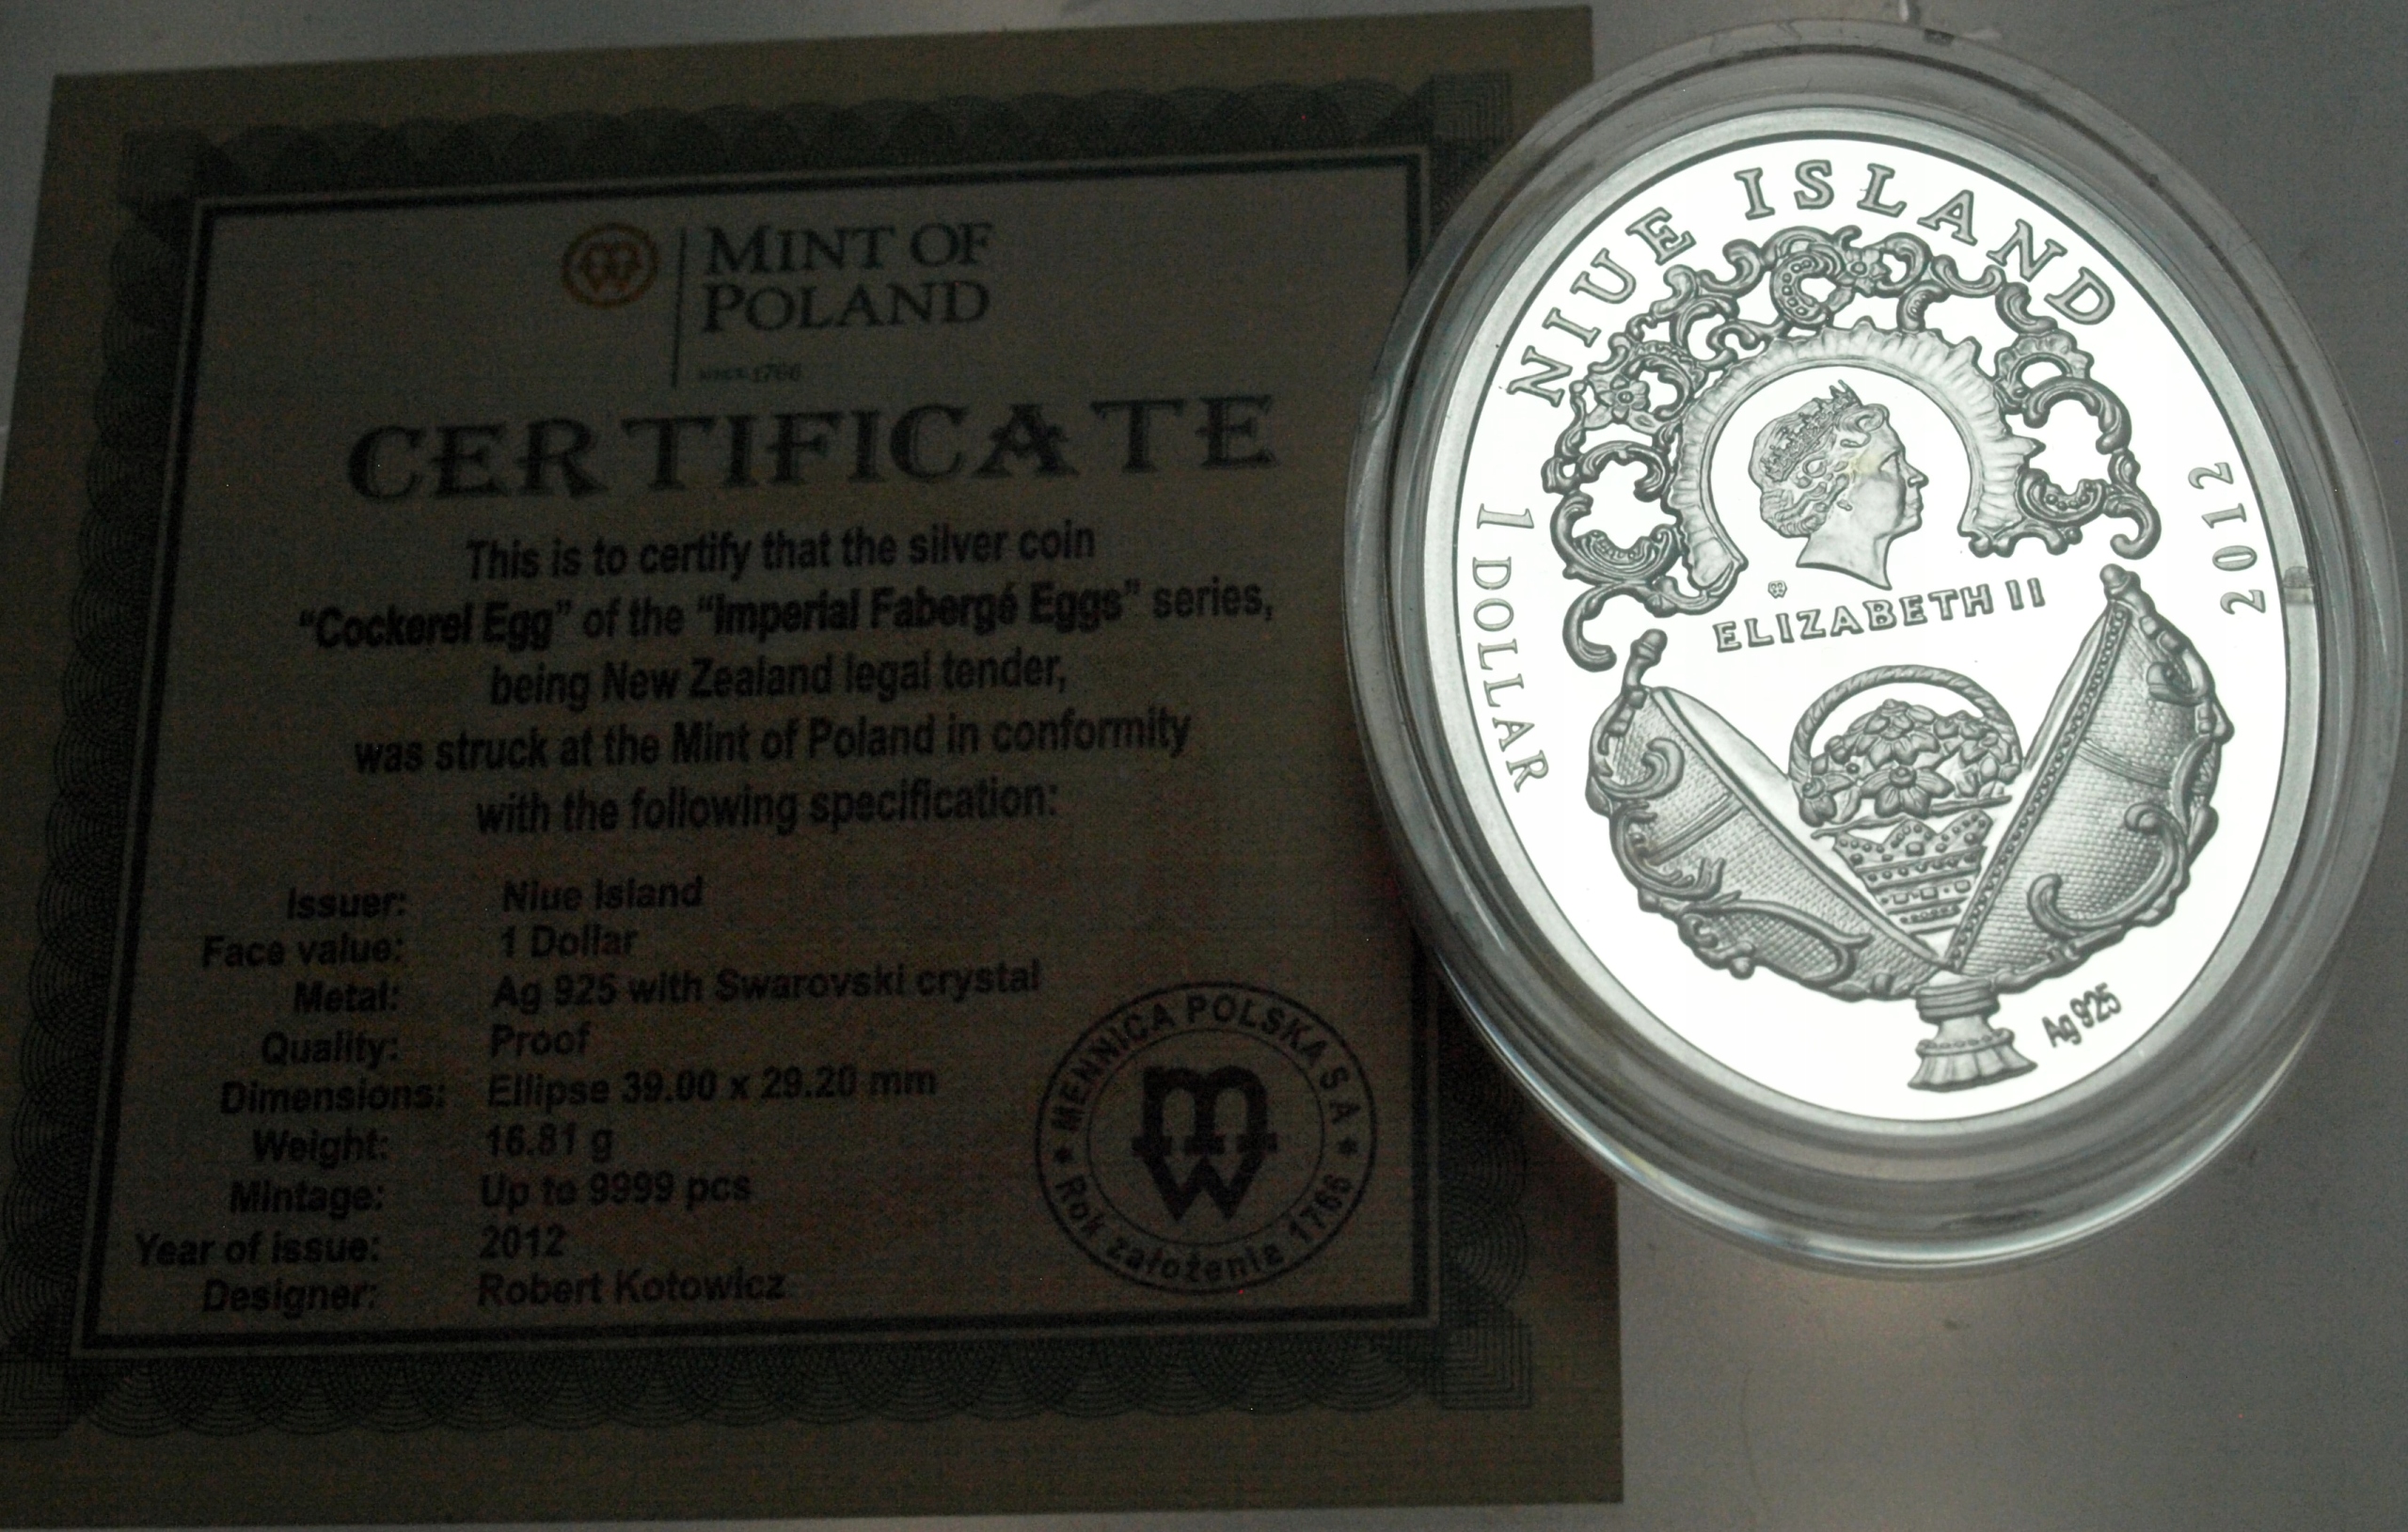 MINT OF
POLAND
SINCE 1766
CERTIFICATE
This is to certify that the silver coin
"Cockerel Egg" of the "Imperial Fabergé Eggs" series,
being New Zealand legal tender,
was struck at the Mint of Poland in conformity
with the following specification:
Issuer: Niue Island
Face value: 1 Dollar
Metal: Ag 925 with Swarovski crystal
Quality: Proof
Dimensions: Ellipse 39.00 x 29.20 mm
Weight: 16.81 g
Mintage: Up to 9999 pcs
Year of issue: 2012
Designer: Robert Kotowicz
MENNICA POLSKA S A
mw
Rok założenia 1766
NIUE ISLAND
1 DOLLAR
2012
ELIZABETH II
Ag 925